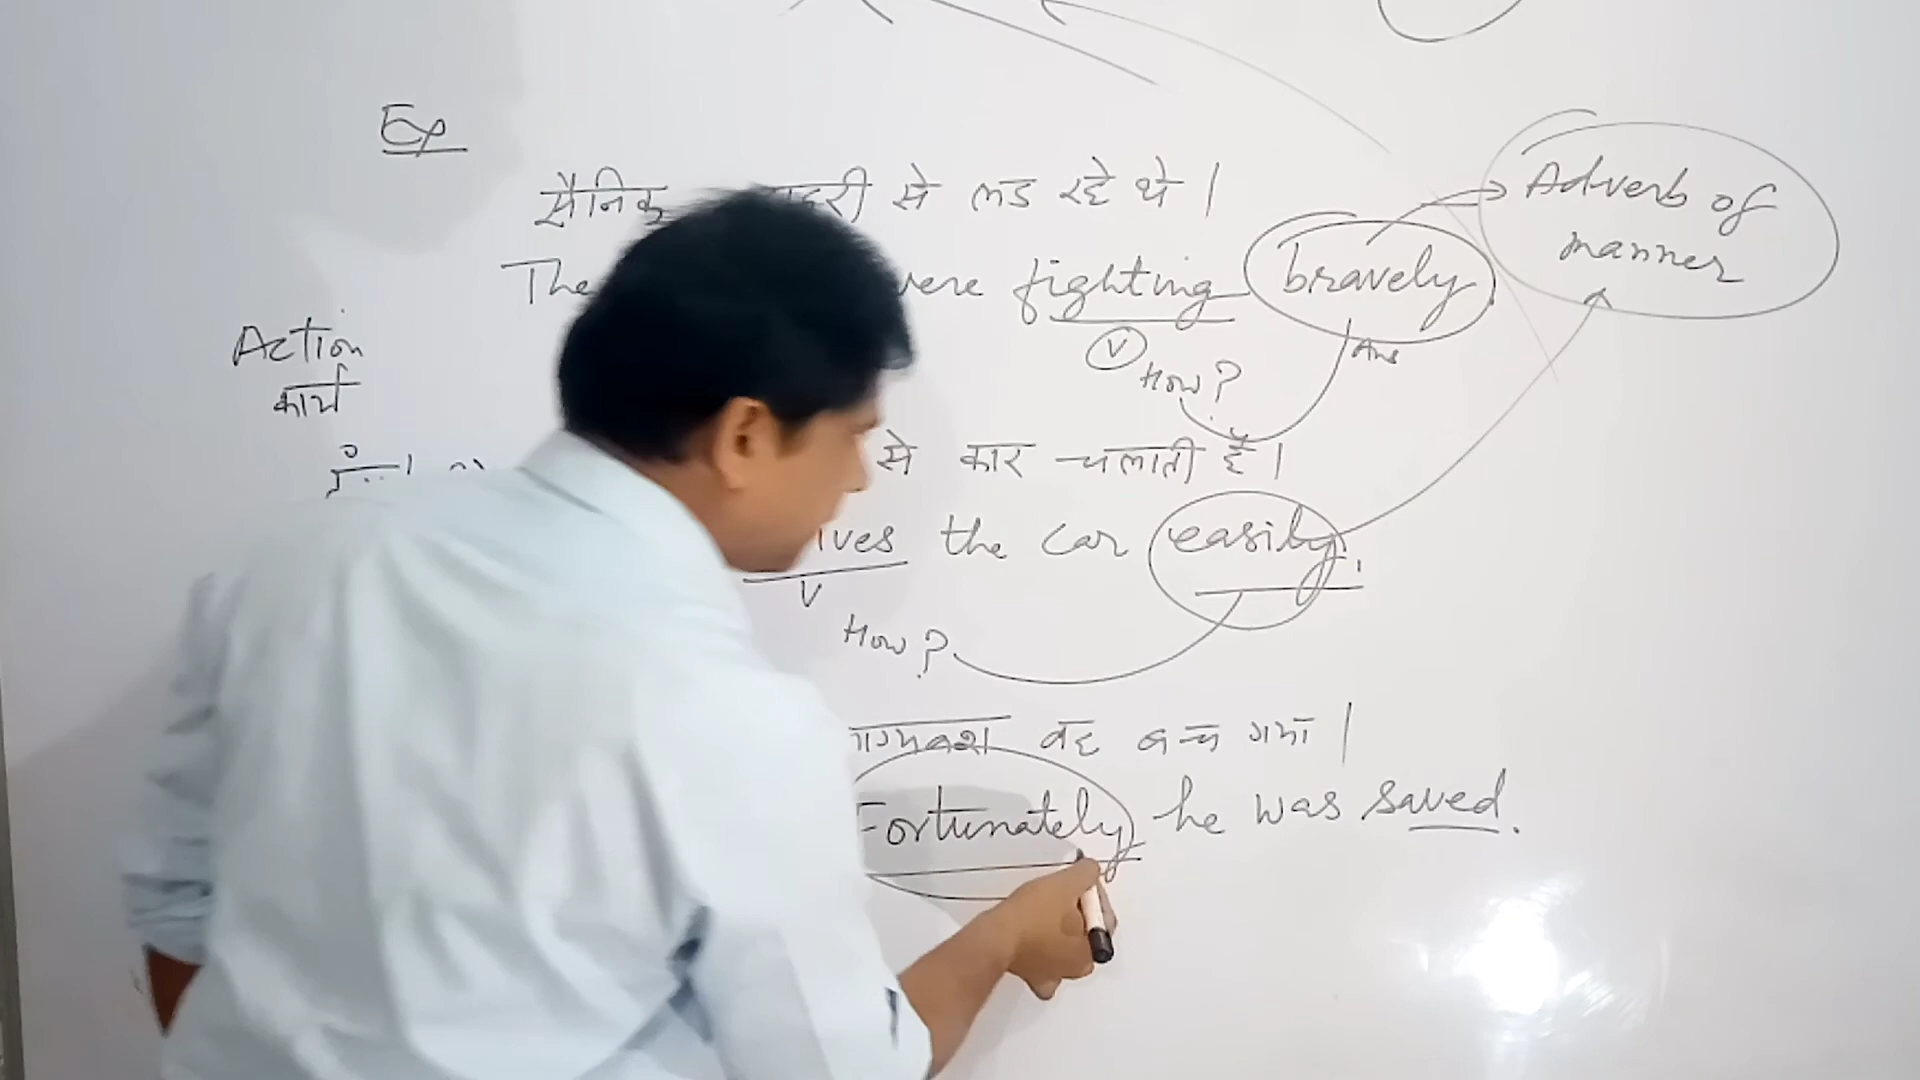 Ex
सैनिक से लड रहे थे |
Adverb of
manner
The were fighting bravely.
V
How? Ans
Action
कार्य
से कार चलाती है |
the car easily.
V
How?
वह बच गया |
Fortunately he was saved.